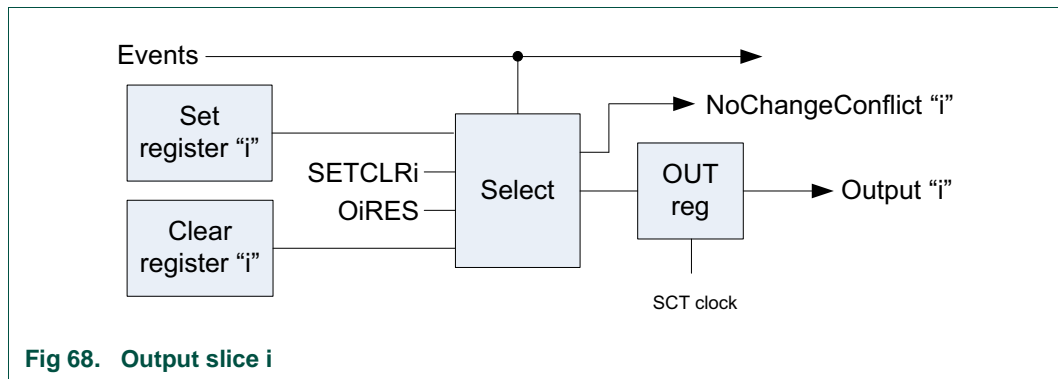 Events
Set
register “i”
NoChangeConflict “i”
SETCLRi
OiRES
Select
OUT
reg
Output “i”
Clear
register “i”
SCT clock
Fig 68. Output slice i